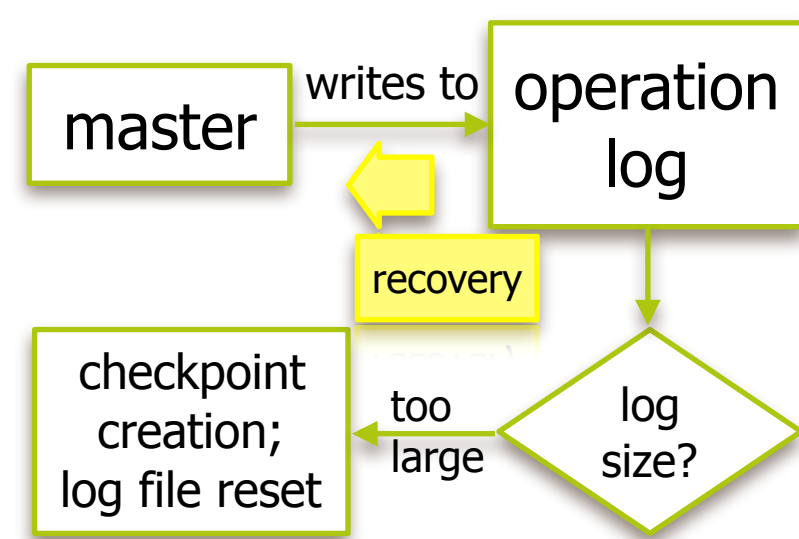 master
writes to
operation
log
recovery
checkpoint
creation;
log file reset
too
large
log
size?